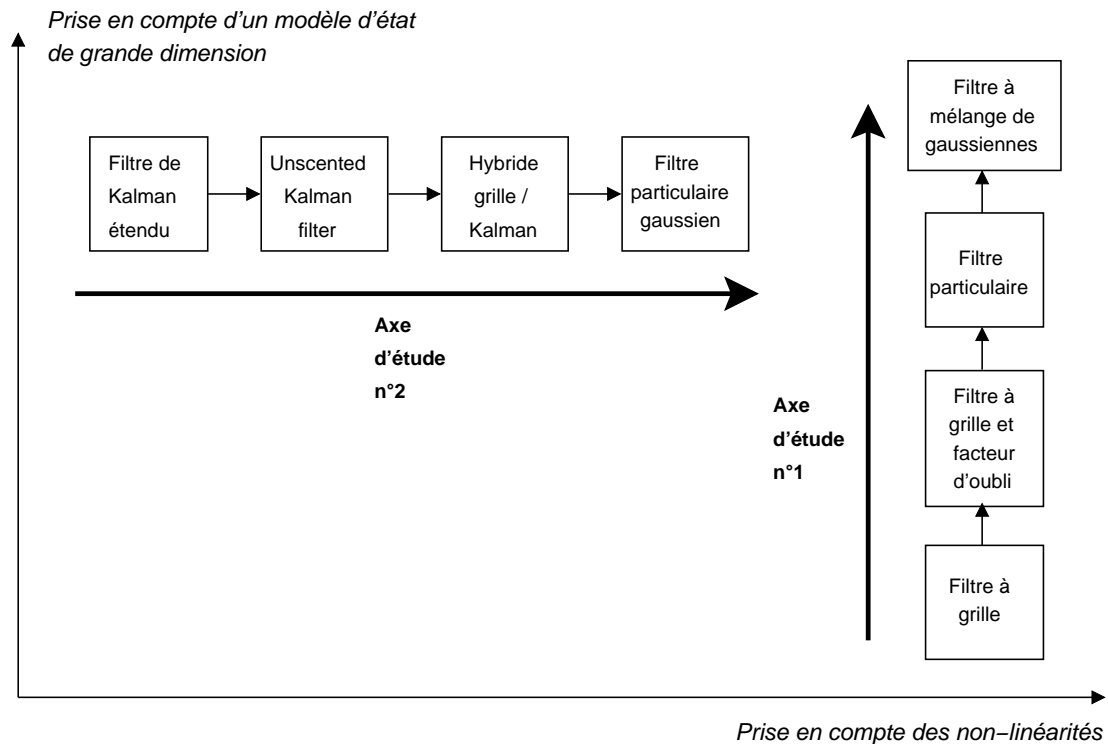 Prise en compte d’un modèle d’état
de grande dimension
Filtre de
Kalman
étendu
Unscented
Kalman
filter
Hybride
grille /
Kalman
Filtre
particulaire
gaussien
Axe
d’étude
n°2
Filtre à
mélange de
gaussiennes
Filtre
particulaire
Filtre à
grille et
facteur
d’oubli
Filtre à
grille
Axe
d’étude
n°1
Prise en compte des non−linéarités